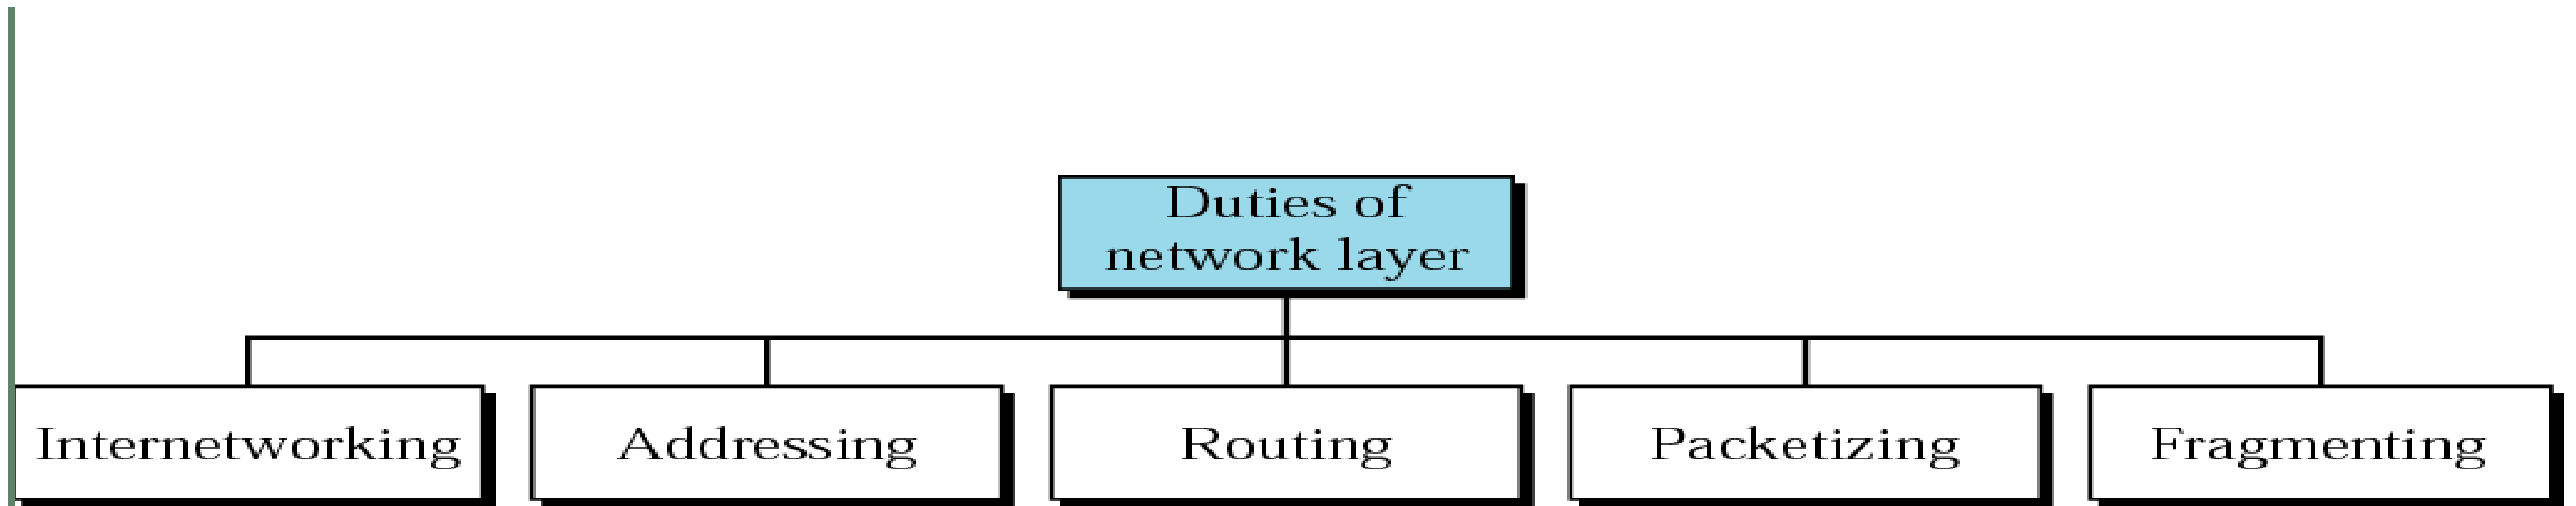 Duties of
network layer
Internetworking
Addressing
Routing
Packetizing
Fragmenting